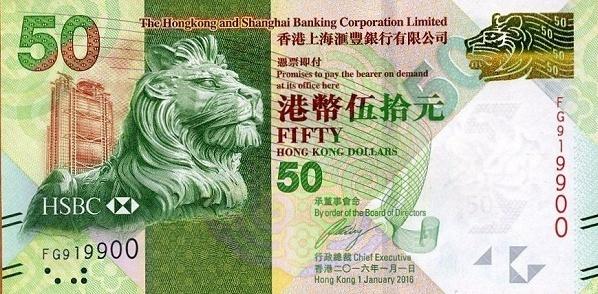 50
The Hongkong and Shanghai Banking Corporation Limited
香港上海滙豐銀行有限公司
憑票即付
Promises to pay the bearer on demand
at its office here
港幣伍拾元
FIFTY
HONG KONG DOLLARS
50
承董事會命
By order of the Board of Directors
行政總裁 Chief Executive
香港二〇一六年一月一日
Hong Kong 1 January 2016
HSBC
FG919900
FG919900
50
50
50
50
50